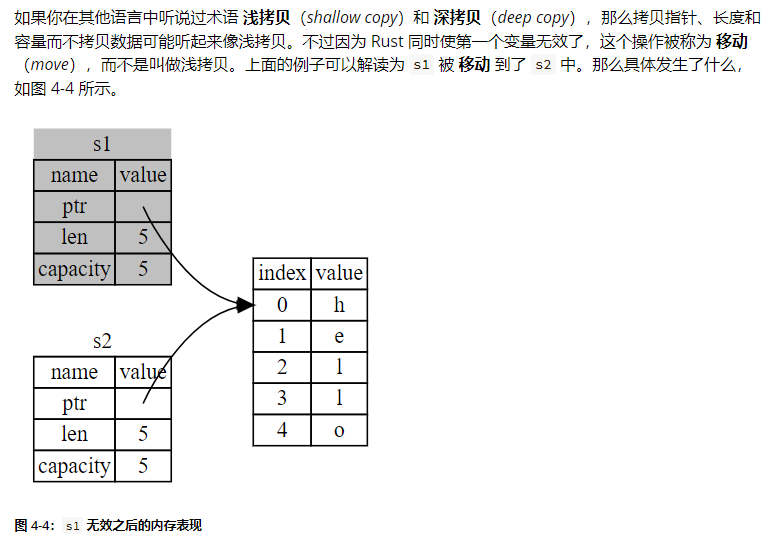 如果你在其他语言中听说过术语 浅拷贝（shallow copy）和 深拷贝（deep copy），那么拷贝指针、长度和
容量而不拷贝数据可能听起来像浅拷贝。不过因为 Rust 同时使第一个变量无效了，这个操作被称为 移动
（move），而不是叫做浅拷贝。上面的例子可以解读为 s1 被 移动 到了 s2 中。那么具体发生了什么，
如图 4-4 所示。
s1
name value
ptr
len 5
capacity 5
index value
0 h
1 e
2 l
3 l
4 o
s2
name value
ptr
len 5
capacity 5
图 4-4：s1 无效之后的内存表现